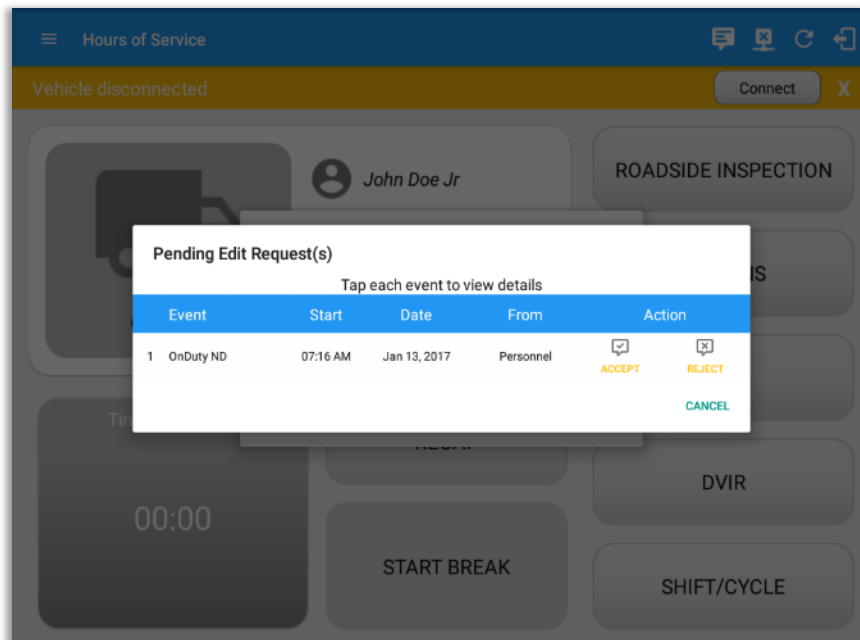 Hours of Service
Vehicle disconnected
Connect X
John Doe Jr
ROADSIDE INSPECTION
Pending Edit Request(s)
Tap each event to view details
Event Start Date From Action
1 OnDuty ND 07:16 AM Jan 13, 2017 Personnel
ACCEPT REJECT
CANCEL
DVIR
00:00
START BREAK
SHIFT/CYCLE